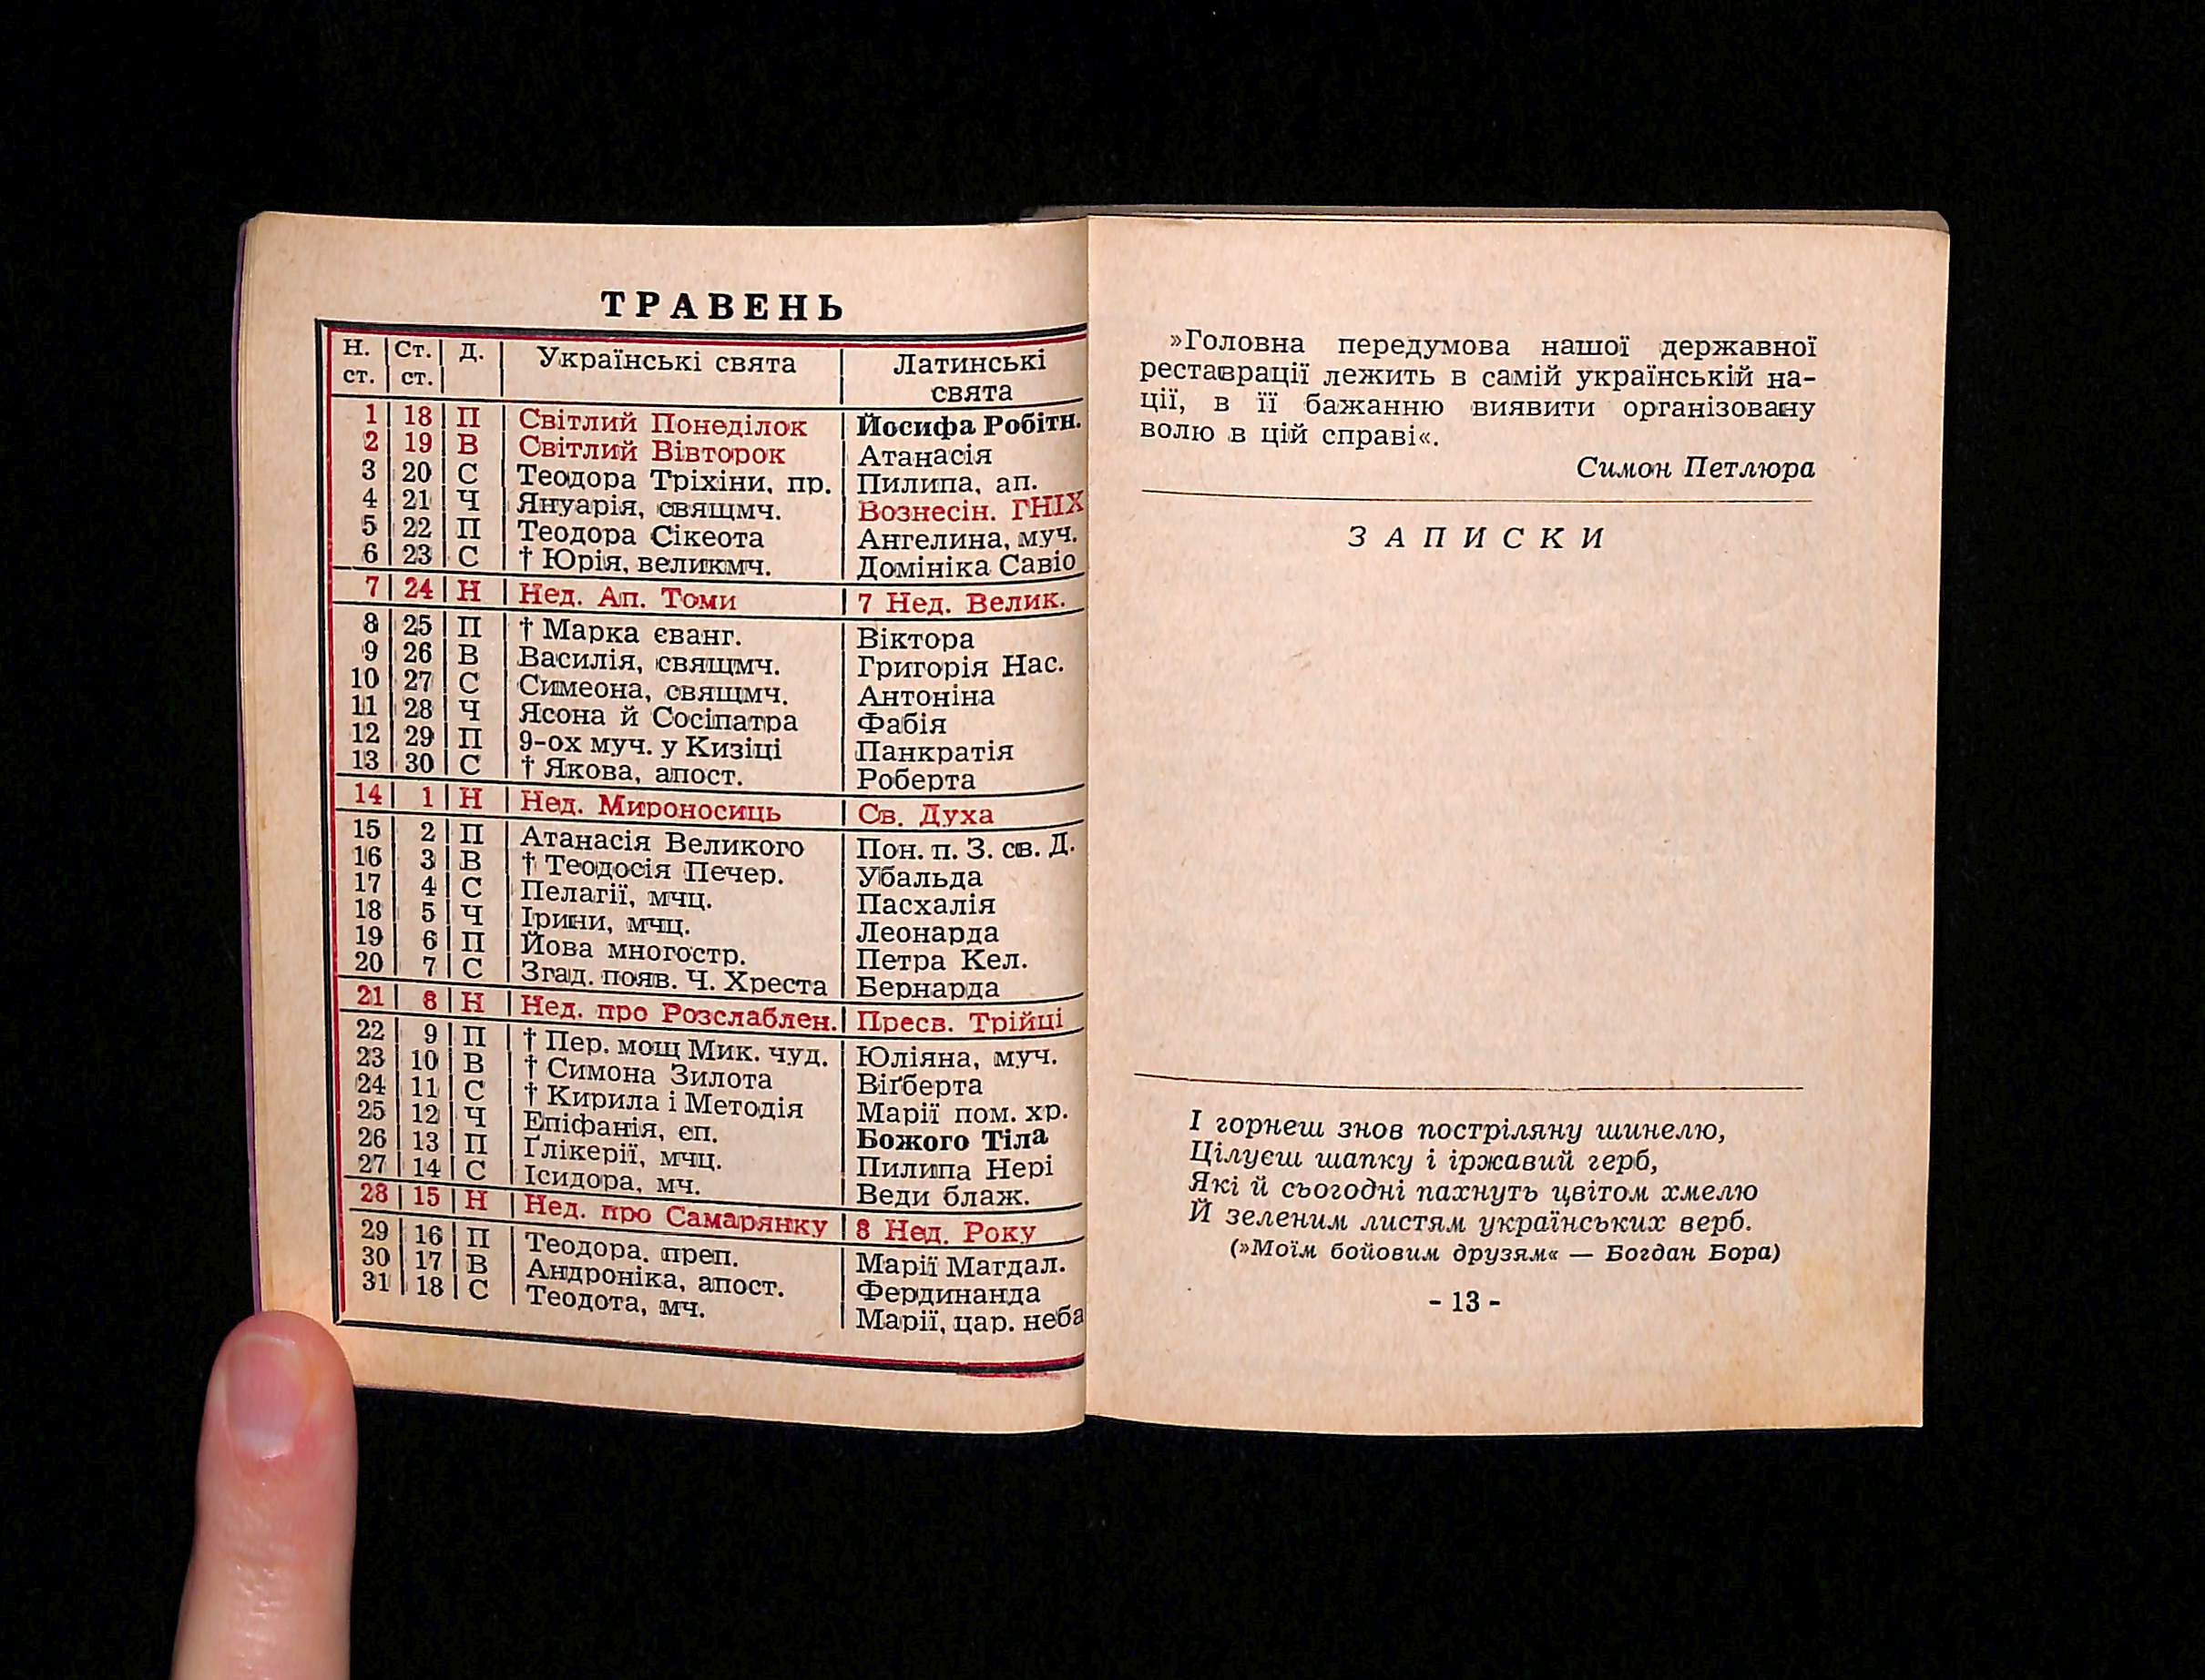 ТРАВЕНЬ
Н. ст. | Ст. ст. | Д. | Українські свята | Латинські свята
1 | 18 | П | Світлий Понеділок | Йосифа Робітн.
2 | 19 | В | Світлий Вівторок | Атанасія
3 | 20 | С | Теодора Тріхіни, пр. | Пилипа, ап.
4 | 21 | Ч | Януарія, свящмч. | Вознесін. ГНІХ
5 | 22 | П | Теодора Сікеота | Ангелина, муч.
6 | 23 | С | † Юрія, великмч. | Домініка Савіо
7 | 24 | Н | Нед. Ап. Томи | 7 Нед. Велик.
8 | 25 | П | † Марка єванг. | Віктора
9 | 26 | В | Василія, свящмч. | Григорія Нас.
10 | 27 | С | Симеона, свящмч. | Антоніна
11 | 28 | Ч | Ясона й Сосіпатра | Фабія
12 | 29 | П | 9-ох муч. у Кизіці | Панкратія
13 | 30 | С | † Якова, апост. | Роберта
14 | 1 | Н | Нед. Мироносиць | Св. Духа
15 | 2 | П | Атанасія Великого | Пон. п. З. св. Д.
16 | 3 | В | † Теодосія Печер. | Убальда
17 | 4 | С | Пелагії, мчц. | Пасхалія
18 | 5 | Ч | Ірини, мчц. | Леонарда
19 | 6 | П | Йова многостр. | Петра Кел.
20 | 7 | С | Згад. появ. Ч. Хреста | Бернарда
21 | 8 | Н | Нед. про Розслаблен. | Пресв. Трійці
22 | 9 | П | † Пер. мощ Мик. чуд. | Юліяна, муч.
23 | 10 | В | † Симона Зилота | Віґберта
24 | 11 | С | † Кирила і Методія | Марії пом. хр.
25 | 12 | Ч | Епіфанія, єп. | Божого Тіла
26 | 13 | П | Ґлікерії, мчц. | Пилипа Нері
27 | 14 | С | Ісидора, мч. | Веди блаж.
28 | 15 | Н | Нед. про Самарянку | 8 Нед. Року
29 | 16 | П | Теодора. преп. | Марії Магдал.
30 | 17 | В | Андроніка, апост. | Фердинанда
31 | 18 | С | Теодота, мч. | Марії, цар. неба
»Головна передумова нашої державної
реставрації лежить в самій українській на-
ції, в її бажанню виявити організовану
волю в цій справі«.
Симон Петлюра
ЗАПИСКИ
І горнеш знов постріляну шинелю,
Цілуєш шапку і іржавий герб,
Які й сьогодні пахнуть цвітом хмелю
Й зеленим листям українських верб.
(»Моїм бойовим друзям« — Богдан Бора)
- 13 -